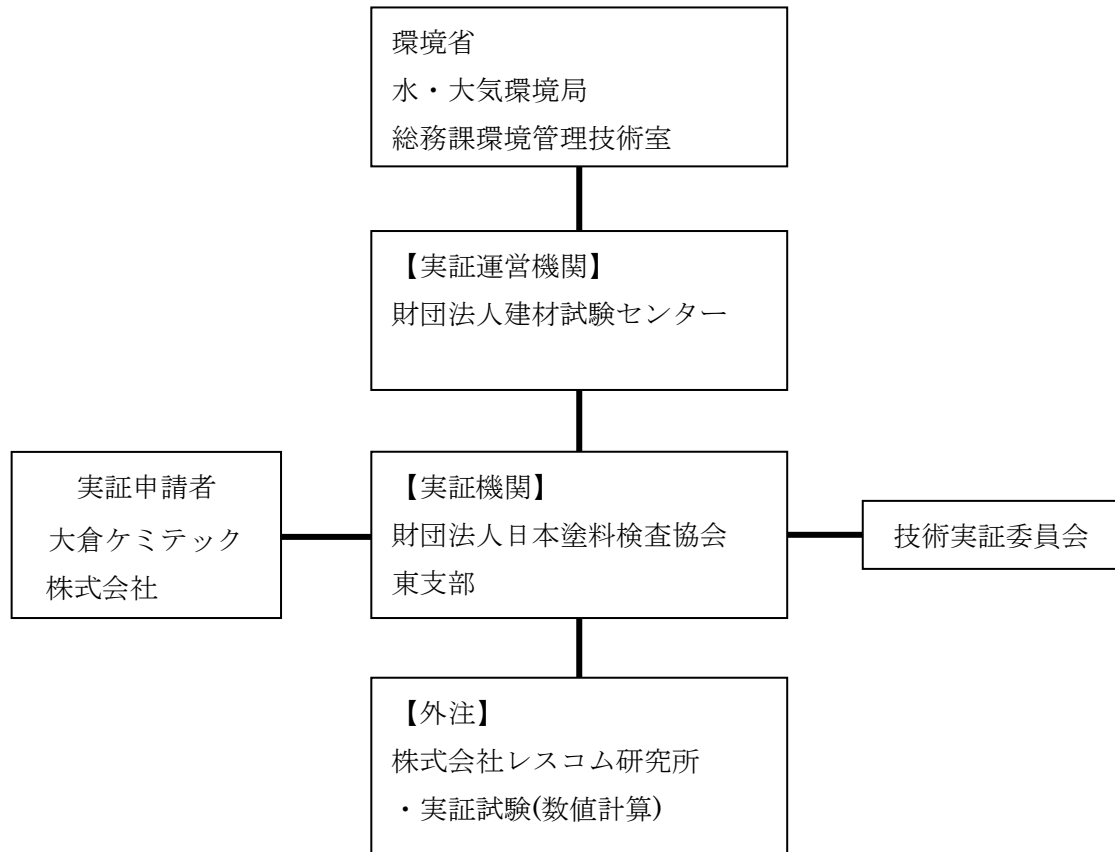 環境省
水・大気環境局
総務課環境管理技術室
【実証運営機関】
財団法人建材試験センター
実証申請者
大倉ケミテック
株式会社
【実証機関】
財団法人日本塗料検査協会
東支部
技術実証委員会
【外注】
株式会社レスコム研究所
・実証試験(数値計算)